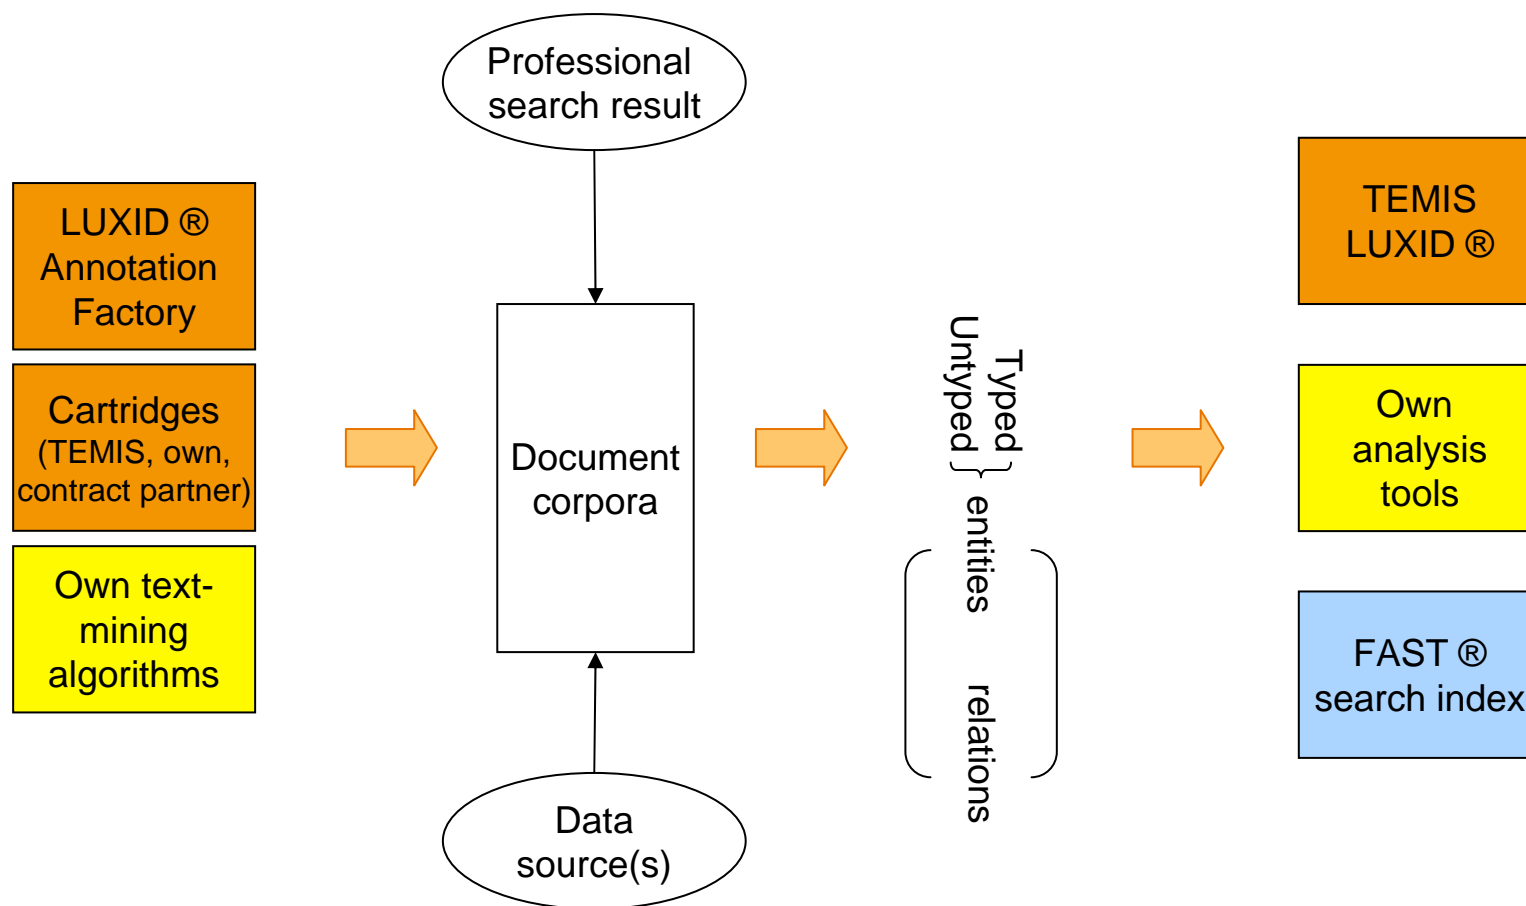 Professional
search result
LUXID ®
Annotation
Factory
Cartridges
(TEMIS, own,
contract partner)
Own text-
mining
algorithms
Document
corpora
Data
source(s)
Typed
Untyped
entities
relations
TEMIS
LUXID ®
Own
analysis
tools
FAST ®
search index